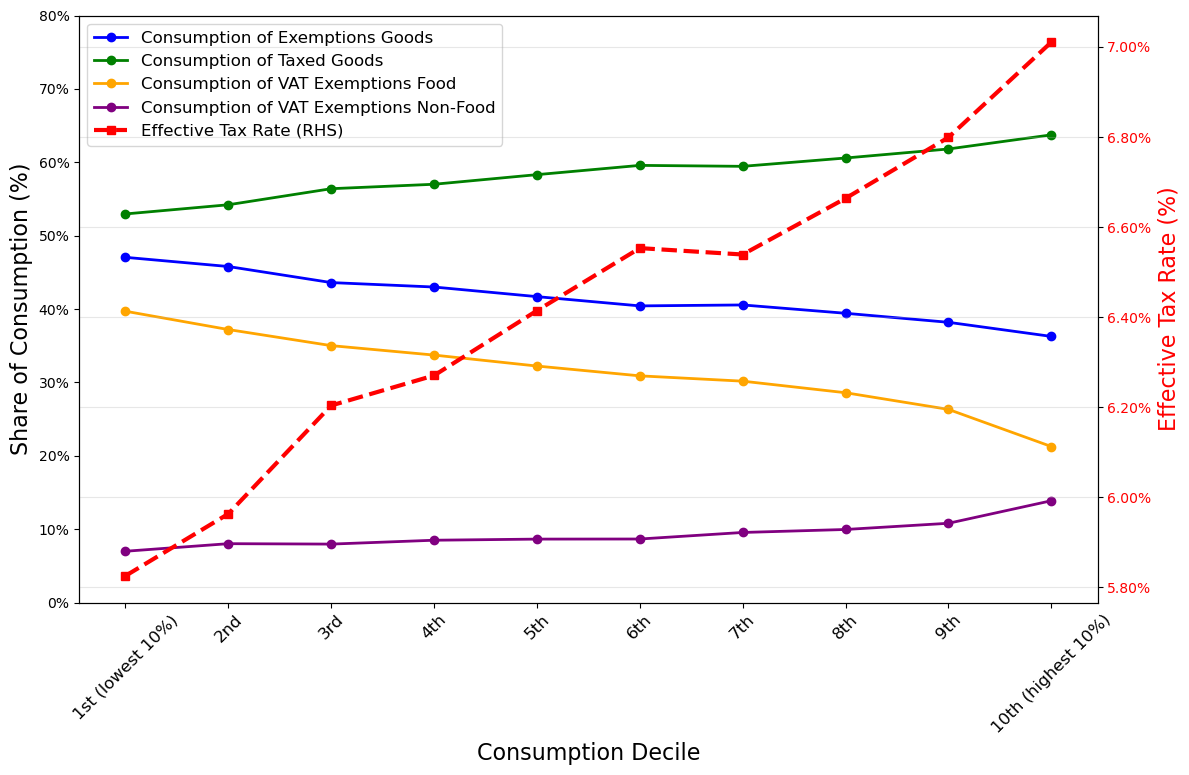 Consumption of Exemptions Goods
Consumption of Taxed Goods
Consumption of VAT Exemptions Food
Consumption of VAT Exemptions Non-Food
Effective Tax Rate (RHS)
Share of Consumption (%)
80%
70%
60%
50%
40%
30%
20%
10%
0%
7.00%
6.80%
6.60%
6.40%
6.20%
6.00%
5.80%
Effective Tax Rate (%)
1st (lowest 10%)
2nd
3rd
4th
5th
6th
7th
8th
9th
10th (highest 10%)
Consumption Decile